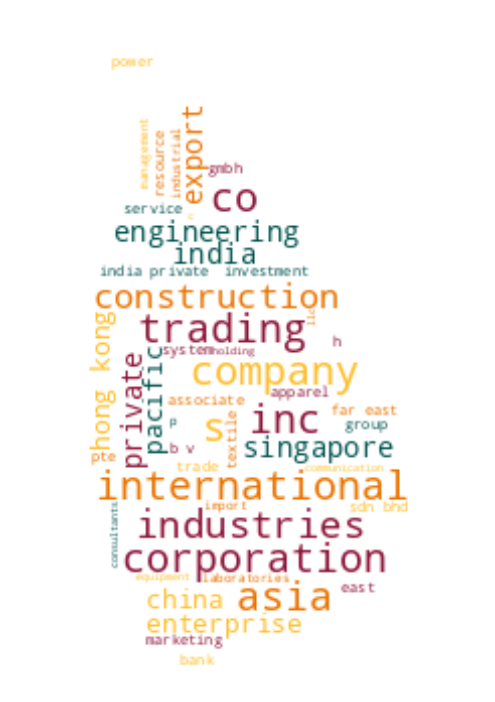 power
management
resource
industrial
export
gmbh
co
service
c
engineering
india
india private investment
construction
hong kong
trading
llc
h
private
pacific
system
holding
company
apparel
associate
s
inc
far east
p
group
textile
b v
singapore
pte
trade
communication
international
consultants
import
sdn bhd
industries
corporation
equipment
laboratories
east
china
asia
enterprise
marketing
bank